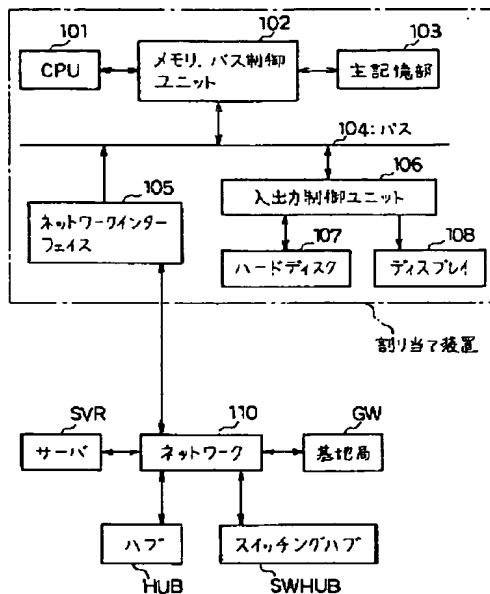 101
CPU
102
メモリ,バス制御
ユニット
103
主記憶部
104:バス
105
ネットワークインター
フェイス
106
入出力制御ユニット
107
ハードディスク
108
ディスプレイ
割り当て装置
SVR
サーバ
110
ネットワーク
GW
基地局
ハブ
HUB
スイッチングハブ
SWHUB